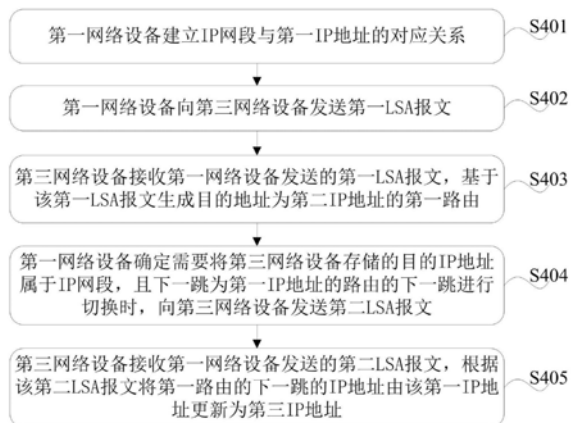 第一网络设备建立IP网段与第一IP地址的对应关系
S401
第一网络设备向第三网络设备发送第一LSA报文
S402
第三网络设备接收第一网络设备发送的第一LSA报文，基于
该第一LSA报文生成目的地址为第二IP地址的第一路由
S403
第一网络设备确定需要将第三网络设备存储的目的IP地址
属于IP网段，且下一跳为第一IP地址的路由的下一跳进行
切换时，向第三网络设备发送第二LSA报文
S404
第三网络设备接收第一网络设备发送的第二LSA报文，根据
该第二LSA报文将第一路由的下一跳的IP地址由该第一IP地
址更新为第三IP地址
S405